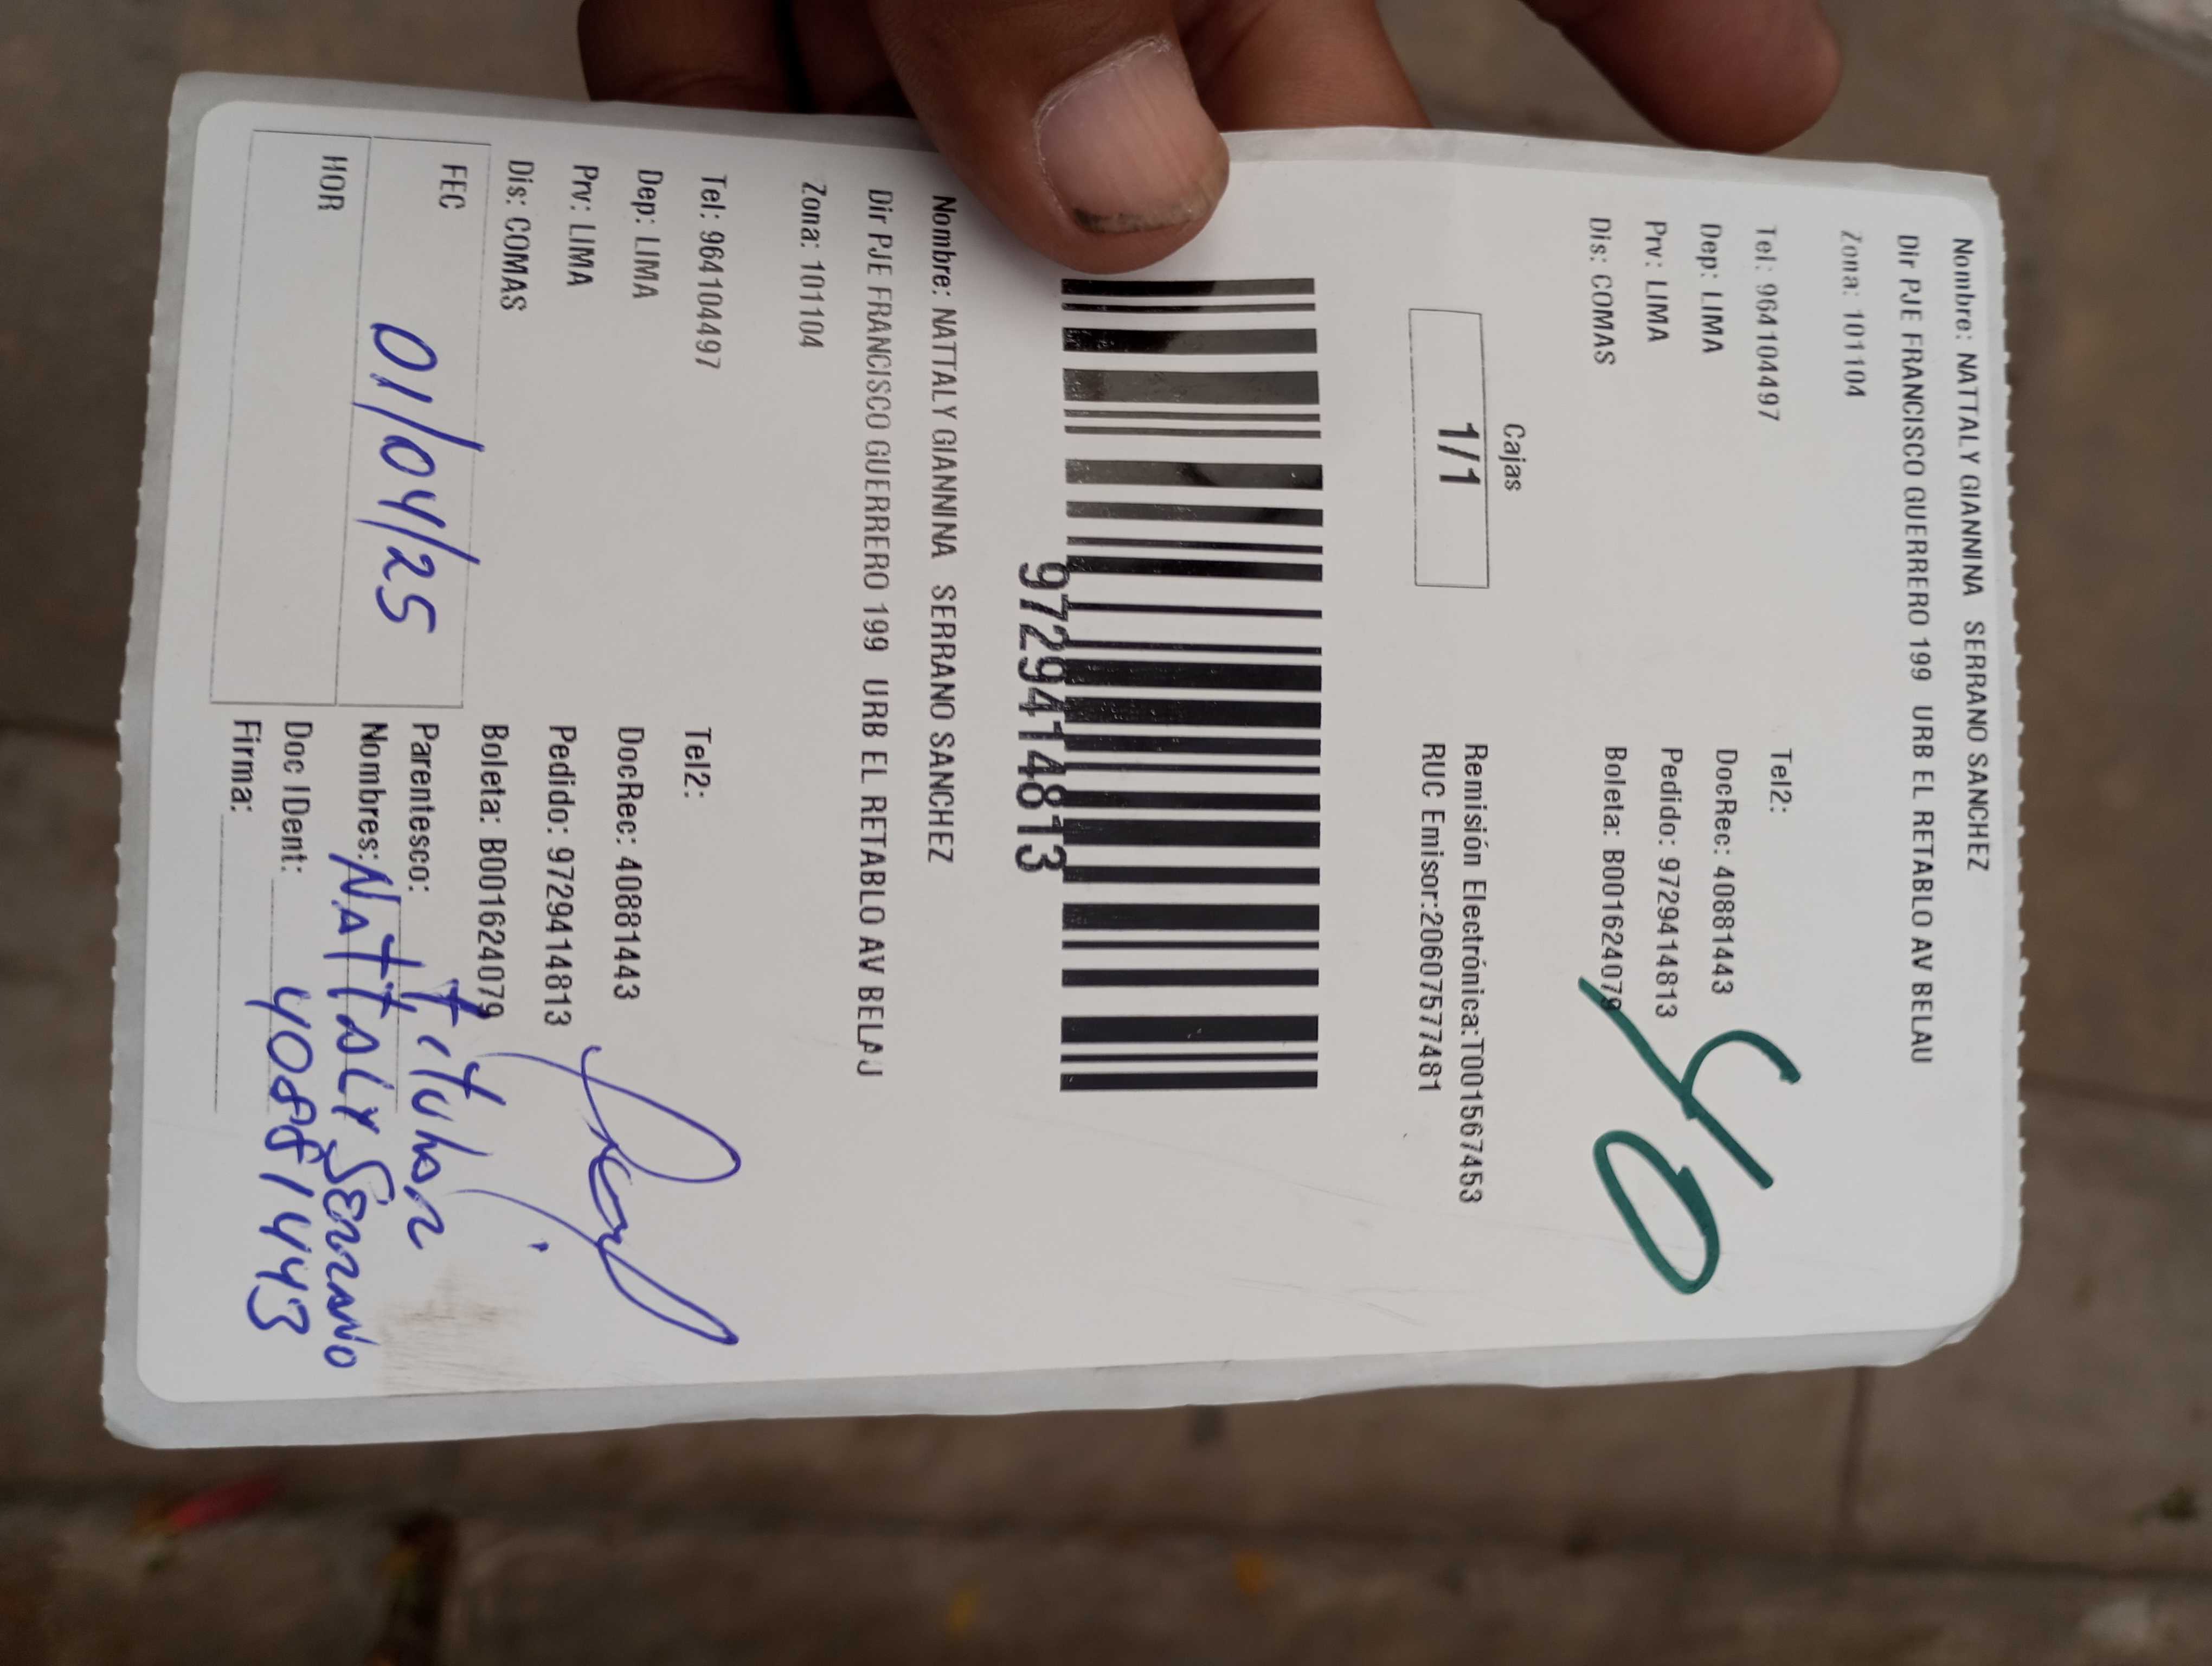 Nombre: NATTALY GIANNINA SERRANO SANCHEZ
Dir PJE FRANCISCO GUERRERO 199 URB EL RETABLO AV BELAU
Zona: 101104
Tel: 964104497 Tel2:
Dep: LIMA DocRec: 40881443
Prv: LIMA Pedido: 9729414813
Dis: COMAS Boleta: B001624079
40
Cajas
1/1
Remisión Electrónica:T001567453
RUC Emisor:20607577481
9729414813
Nombre: NATTALY GIANNINA SERRANO SANCHEZ
Dir PJE FRANCISCO GUERRERO 199 URB EL RETABLO AV BELAU
Zona: 101104
Tel: 964104497 Tel2:
Dep: LIMA DocRec: 40881443
Prv: LIMA Pedido: 9729414813
Dis: COMAS Boleta: B001624079
FEC 01/04/25 Parentesco: Titular
HOR Nombres: NATTALY SERRANO
Doc IDent: 40881443
Firma: